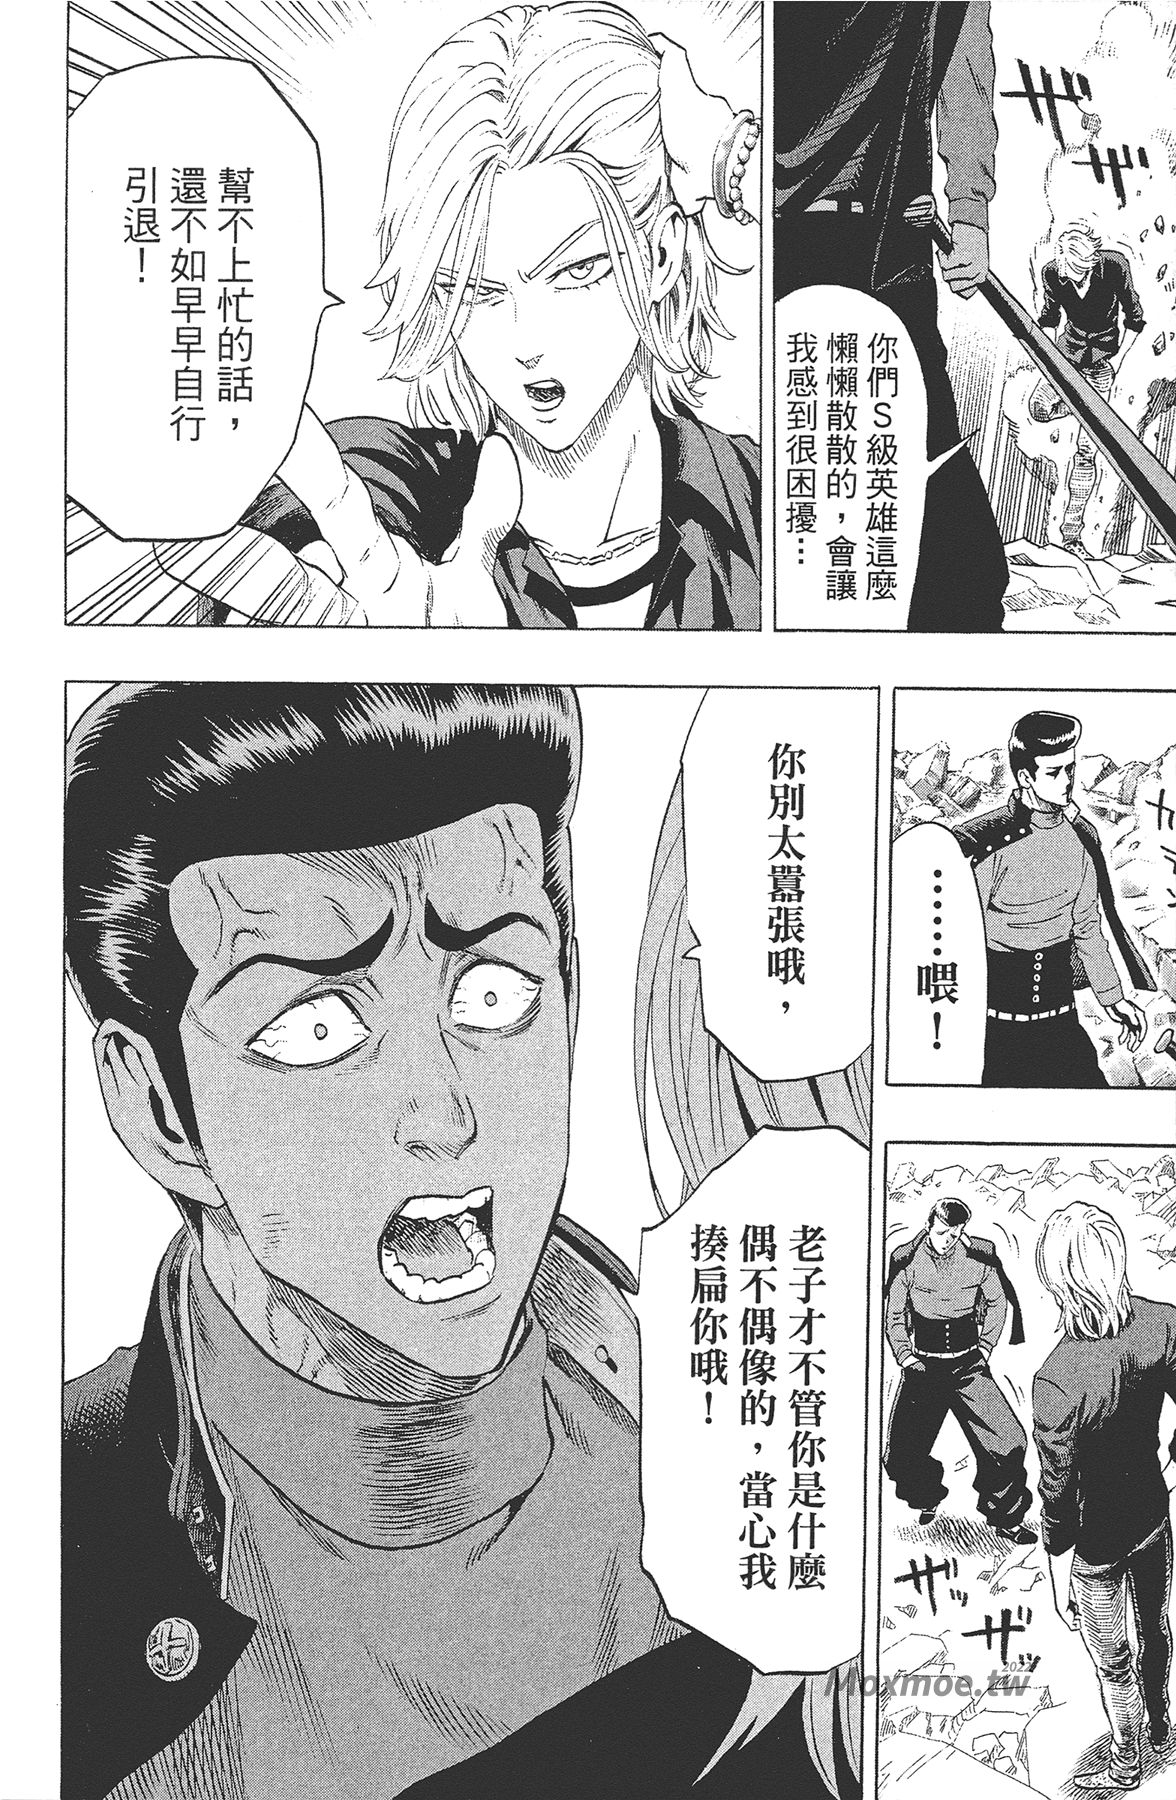 ギ
ギ
你們S級英雄這麼
懶懶散散的，會讓
我感到很困擾…
幫不上忙的話，
還不如早早自行
引退！
………喂！
你別太囂張哦，
老子才不管你是什麼
偶不偶像的，當心我
揍扁你哦！
ザッ
ザッ
2022
Moxmoe.tw